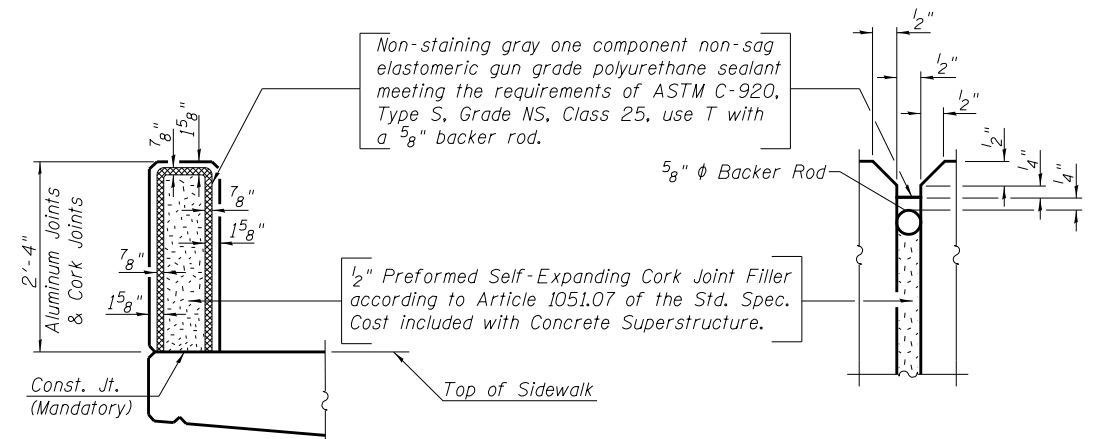 Non-staining gray one component non-sag
elastomeric gun grade polyurethane sealant
meeting the requirements of ASTM C-920,
Type S, Grade NS, Class 25, use T with
a 5/8" backer rod.
1/2"
1/2"
1/2"
1/2"
1/4"
1/4"
5/8" ϕ Backer Rod
7/8"
1 5/8"
7/8"
1 5/8"
7/8"
1 5/8"
2'-4"
Aluminum Joints
& Cork Joints
1/2" Preformed Self-Expanding Cork Joint Filler
according to Article 1051.07 of the Std. Spec.
Cost included with Concrete Superstructure.
Const. Jt.
(Mandatory)
Top of Sidewalk